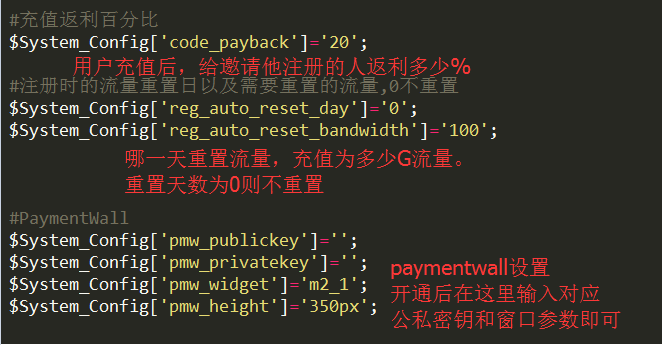 #充值返利百分比
$System_Config['code_payback']='20';
用户充值后，给邀请他注册的人返利多少%
#注册时的流量重置日以及需要重置的流量,0不重置
$System_Config['reg_auto_reset_day']='0';
$System_Config['reg_auto_reset_bandwidth']='100';
哪一天重置流量，充值为多少G流量。
重置天数为0则不重置
#PaymentWall
$System_Config['pmw_publickey']='';
$System_Config['pmw_privatekey']='';
$System_Config['pmw_widget']='m2_1';
$System_Config['pmw_height']='350px';
paymentwall设置
开通后在这里输入对应
公私密钥和窗口参数即可